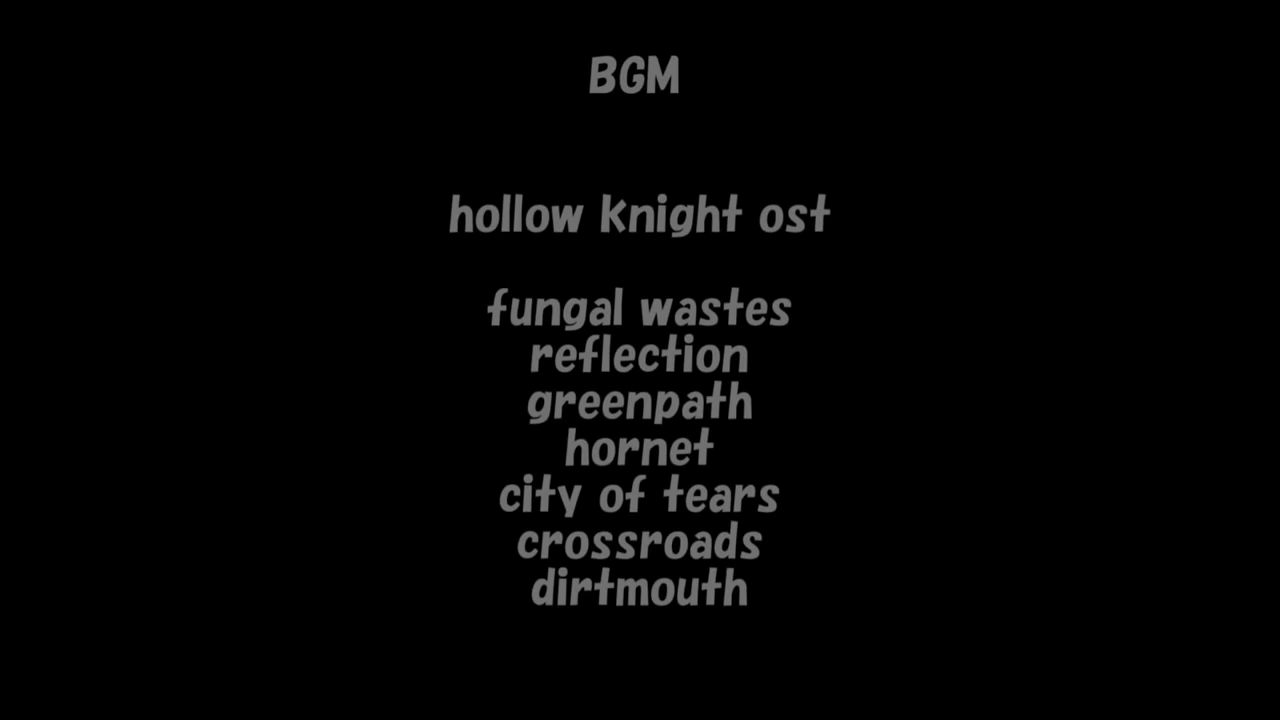 BGM
hollow knight ost
fungal wastes
reflection
greenpath
hornet
city of tears
crossroads
dirtmouth